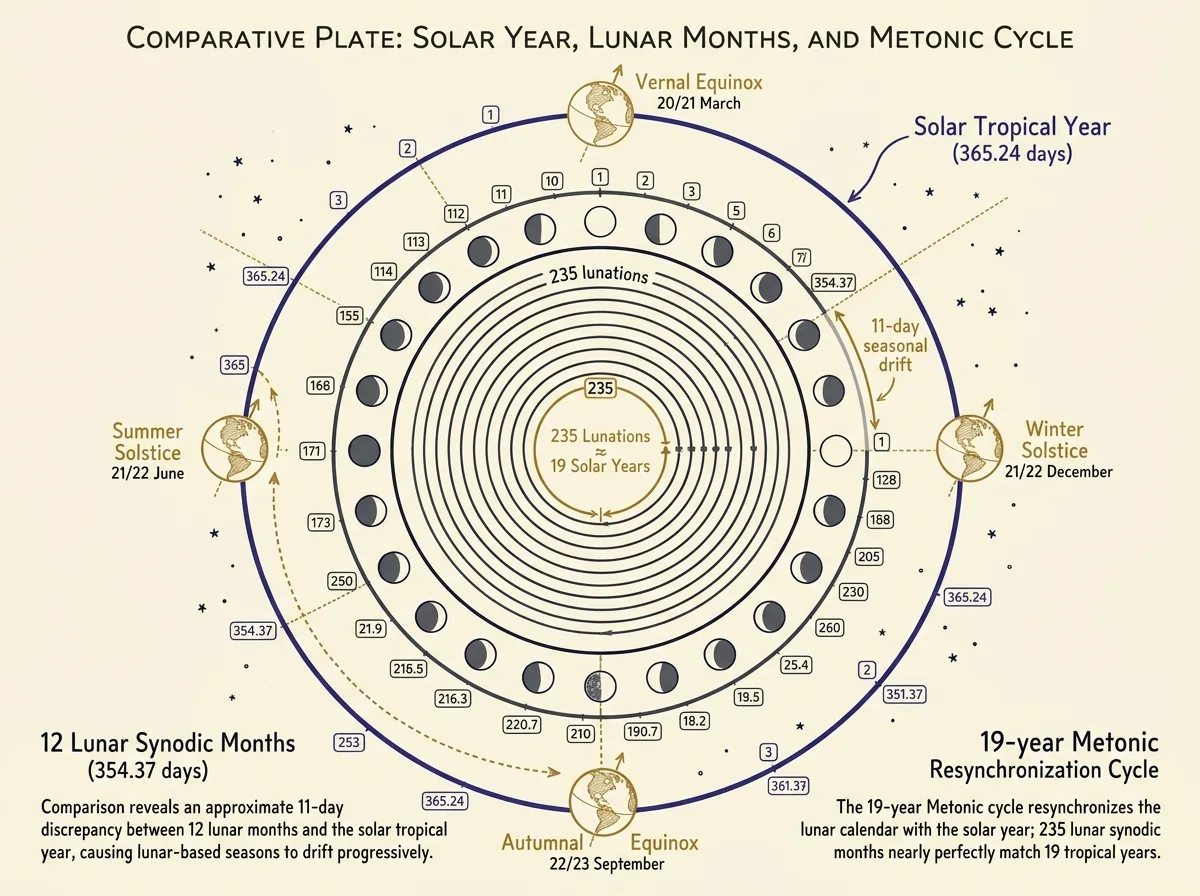 COMPARATIVE PLATE: SOLAR YEAR, LUNAR MONTHS, AND METONIC CYCLE
Vernal Equinox
20/21 March
Solar Tropical Year
(365.24 days)
1
2
3
365.24
365
Summer
Solstice
21/22 June
354.37
253
365.24
Autumnal Equinox
22/23 September
361.37
3
351.37
2
365.24
Winter
Solstice
21/22 December
1
2
3
5
6
354.37
11-day
seasonal
drift
1
128
168
205
230
260
25.4
19.5
18.2
190.7
210
220.7
216.3
216.5
21.9
250
173
171
168
155
114
113
112
11
10
235 lunations
235
235 Lunations
≈
19 Solar Years
12 Lunar Synodic Months
(354.37 days)
Comparison reveals an approximate 11-day
discrepancy between 12 lunar months and the solar tropical
year, causing lunar-based seasons to drift progressively.
19-year Metonic
Resynchronization Cycle
The 19-year Metonic cycle resynchronizes the
lunar calendar with the solar year; 235 lunar synodic
months nearly perfectly match 19 tropical years.